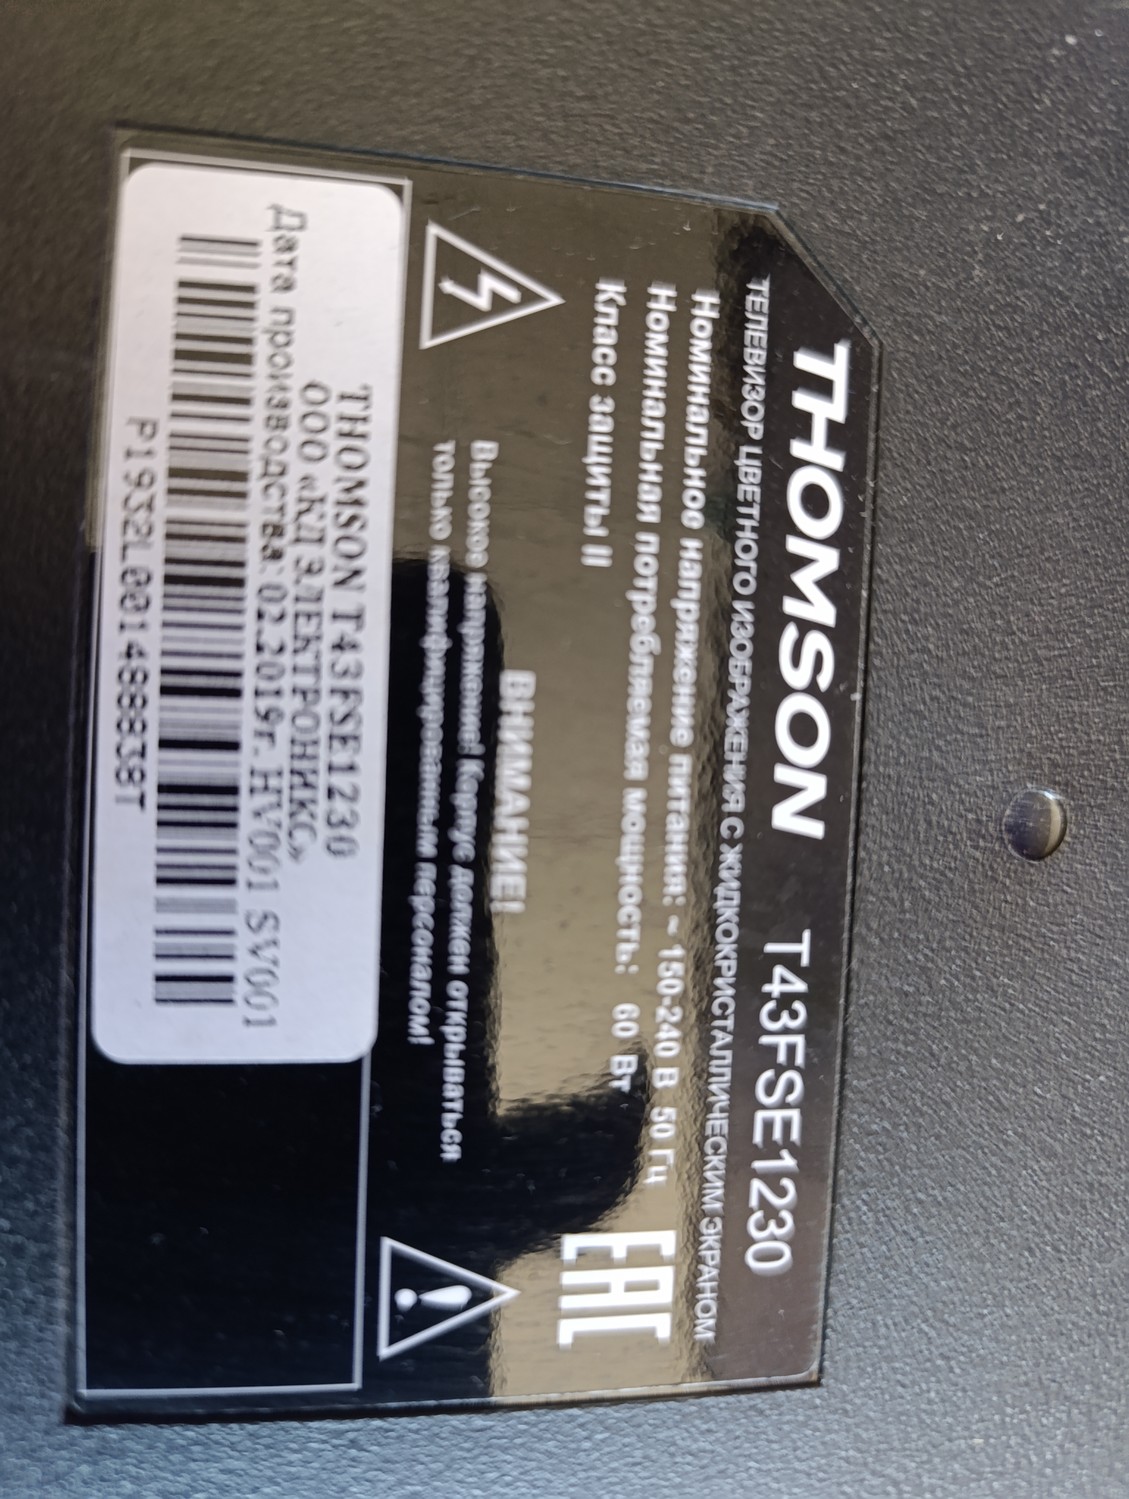 THOMSON T43FSE1230
ТЕЛЕВИЗОР ЦВЕТНОГО ИЗОБРАЖЕНИЯ С ЖИДКОКРИСТАЛЛИЧЕСКИМ ЭКРАНОМ
Номинальное напряжение питания: ~ 150-240 В 50 Гц
Номинальная потребляемая мощность: 60 Вт
Класс защиты II
EAC
ВНИМАНИЕ!
Высокое напряжение! Корпус должен открываться
только квалифицированным персоналом!
THOMSON T43FSE1230
ООО «КЦ ЭЛЕКТРОНИКС»
Дата производства: 02.2019г. HV001 SV001
P1932L001488838T